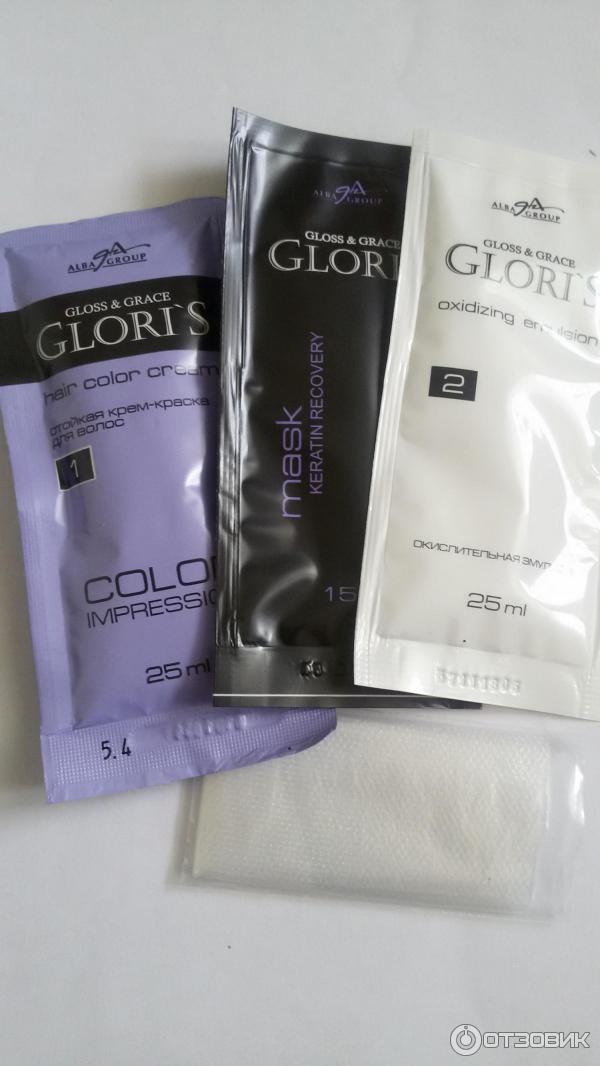 ALBA GROUP
GLOSS & GRACE
GLORI`S
hair color cream
стойкая крем-краска
для волос
1
COLOR
IMPRESSIO
25 ml
5.4
ALBA GROUP
GLOSS & GRACE
GLORI
mask
KERATIN RECOVERY
15
ALBA GROUP
GLOSS & GRACE
GLORI`S
oxidizing emulsion
2
ОКИСЛИТЕЛЬНАЯ
25 ml
ОТЗОВИК